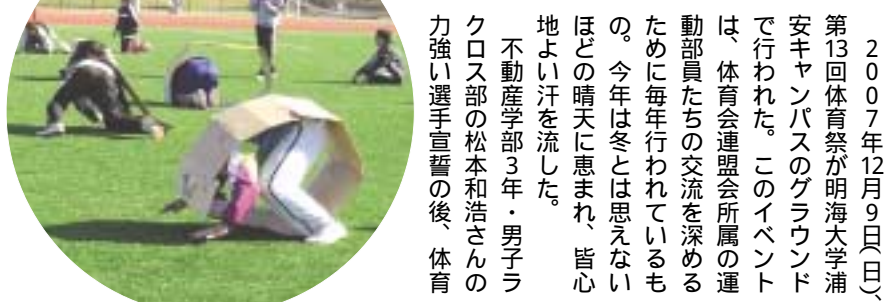 ２００７年12月９日（日）、
第13回体育祭が明海大学浦
安キャンパスのグラウンド
で行われた。このイベント
は、体育会連盟会所属の運
動部員たちの交流を深める
ために毎年行われているも
の。今年は冬とは思えない
ほどの晴天に恵まれ、皆心
地よい汗を流した。
不動産学部３年・男子ラ
クロス部の松本和浩さんの
力強い選手宣誓の後、体育